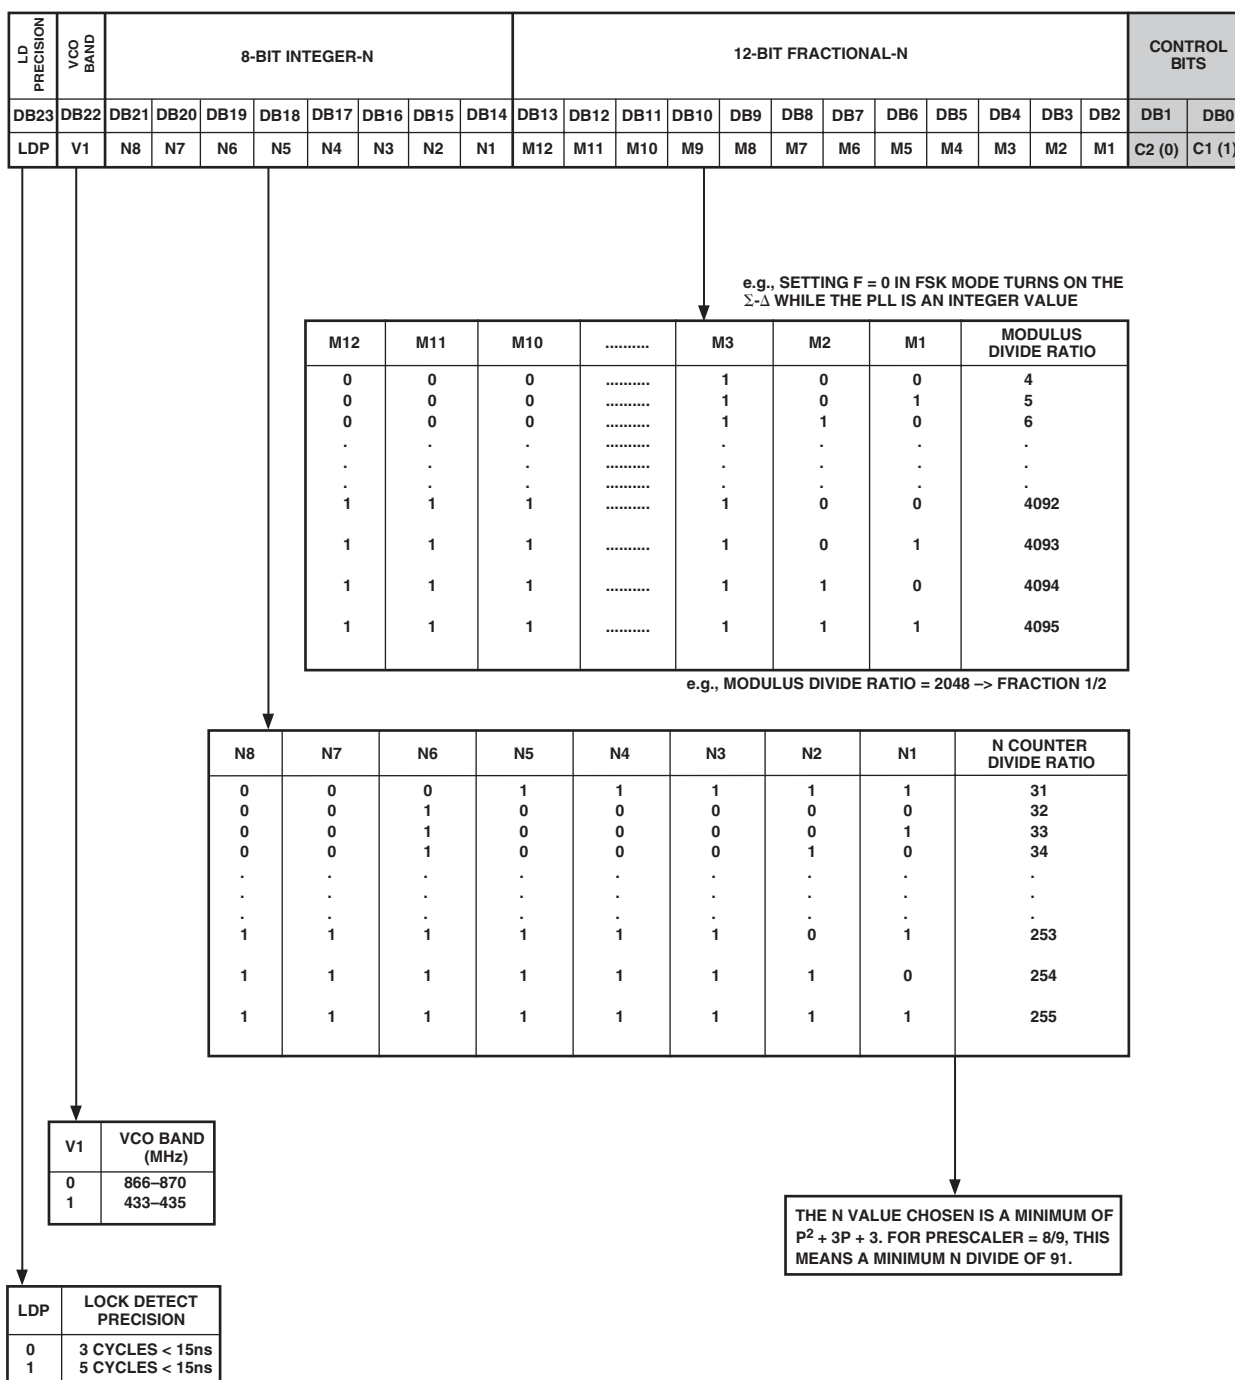 LD PRECISION VCO BAND 8-BIT INTEGER-N 12-BIT FRACTIONAL-N CONTROL BITS
DB23 DB22 DB21 DB20 DB19 DB18 DB17 DB16 DB15 DB14 DB13 DB12 DB11 DB10 DB9 DB8 DB7 DB6 DB5 DB4 DB3 DB2 DB1 DB0
LDP V1 N8 N7 N6 N5 N4 N3 N2 N1 M12 M11 M10 M9 M8 M7 M6 M5 M4 M3 M2 M1 C2 (0) C1 (1)
e.g., SETTING F = 0 IN FSK MODE TURNS ON THE
Σ-Δ WHILE THE PLL IS AN INTEGER VALUE
M12 M11 M10 .......... M3 M2 M1 MODULUS DIVIDE RATIO
0 0 0 .......... 1 0 0 4
0 0 0 .......... 1 0 1 5
0 0 0 .......... 1 1 0 6
. . . .......... . . . .
. . . .......... . . . .
. . . .......... . . . .
1 1 1 .......... 1 0 0 4092
1 1 1 .......... 1 0 1 4093
1 1 1 .......... 1 1 0 4094
1 1 1 .......... 1 1 1 4095
e.g., MODULUS DIVIDE RATIO = 2048 –> FRACTION 1/2
N8 N7 N6 N5 N4 N3 N2 N1 N COUNTER DIVIDE RATIO
0 0 0 1 1 1 1 1 31
0 0 1 0 0 0 0 0 32
0 0 1 0 0 0 0 1 33
0 0 1 0 0 0 1 0 34
. . . . . . . . .
. . . . . . . . .
. . . . . . . . .
1 1 1 1 1 1 0 1 253
1 1 1 1 1 1 1 0 254
1 1 1 1 1 1 1 1 255
V1 VCO BAND (MHz)
0 866–870
1 433–435
THE N VALUE CHOSEN IS A MINIMUM OF
P² + 3P + 3. FOR PRESCALER = 8/9, THIS
MEANS A MINIMUM N DIVIDE OF 91.
LDP LOCK DETECT PRECISION
0 3 CYCLES < 15ns
1 5 CYCLES < 15ns